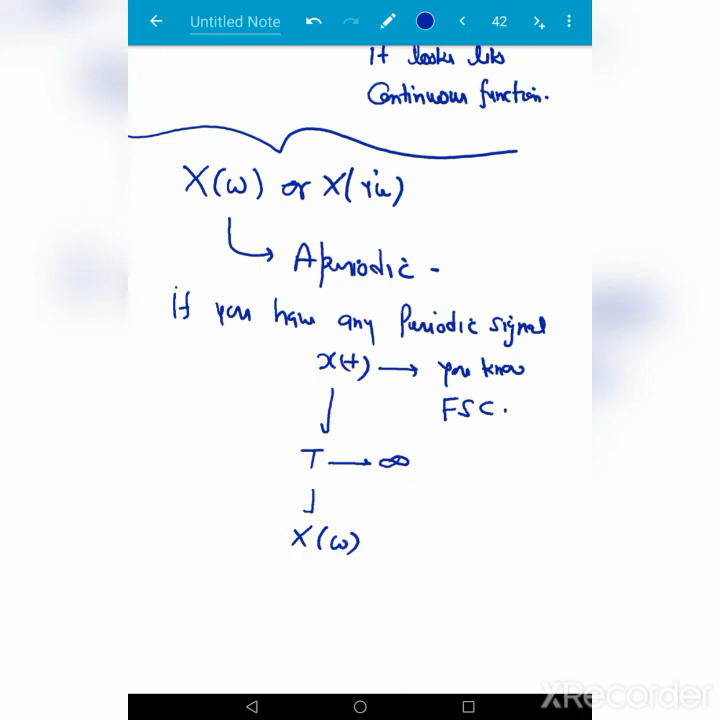 Untitled Note
42
It looks like
Continuous function.
X(ω) or X(jω)
Aperiodic -
if you have any Periodic signal
x(t) → you know
FSC.
T → ∞
X(ω)
XRecorder